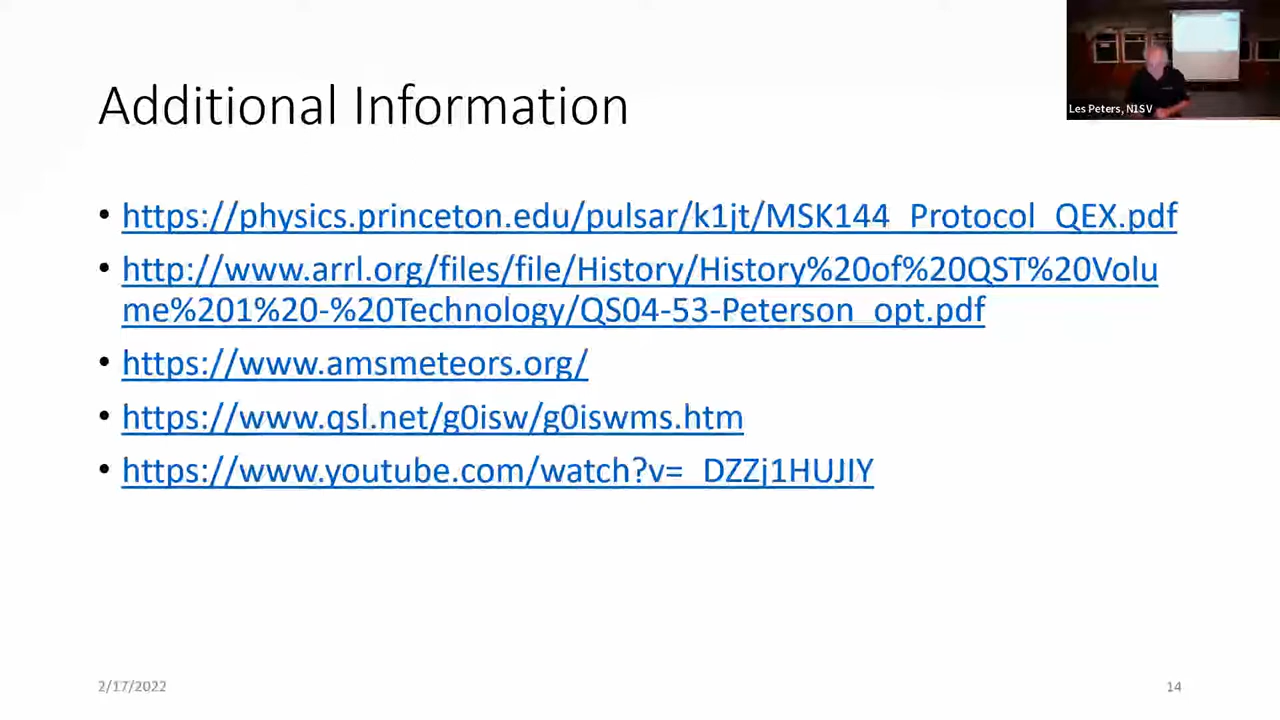 Les Peters, N1SV
Additional Information
• https://physics.princeton.edu/pulsar/k1jt/MSK144_Protocol_QEX.pdf
• http://www.arrl.org/files/file/History/History%20of%20QST%20Volu
me%201%20-%20Technology/QS04-53-Peterson_opt.pdf
• https://www.amsmeteors.org/
• https://www.qsl.net/g0isw/g0iswms.htm
• https://www.youtube.com/watch?v=_DZZj1HUJIY
2/17/2022
14